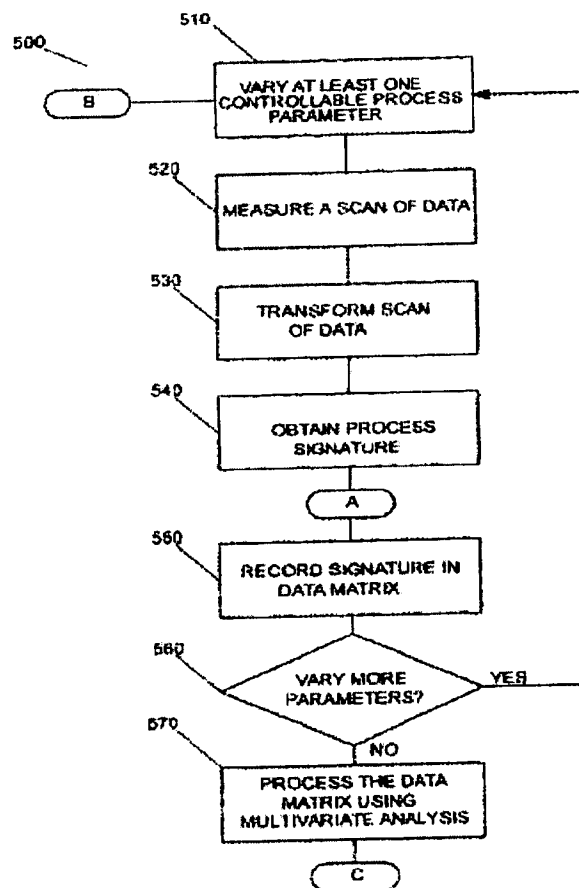 500
510
B
VARY AT LEAST ONE
CONTROLLABLE PROCESS
PARAMETER
520
MEASURE A SCAN OF DATA
530
TRANSFORM SCAN
OF DATA
540
OBTAIN PROCESS
SIGNATURE
A
550
RECORD SIGNATURE IN
DATA MATRIX
560
VARY MORE
PARAMETERS?
YES
NO
570
PROCESS THE DATA
MATRIX USING
MULTIVARIATE ANALYSIS
C